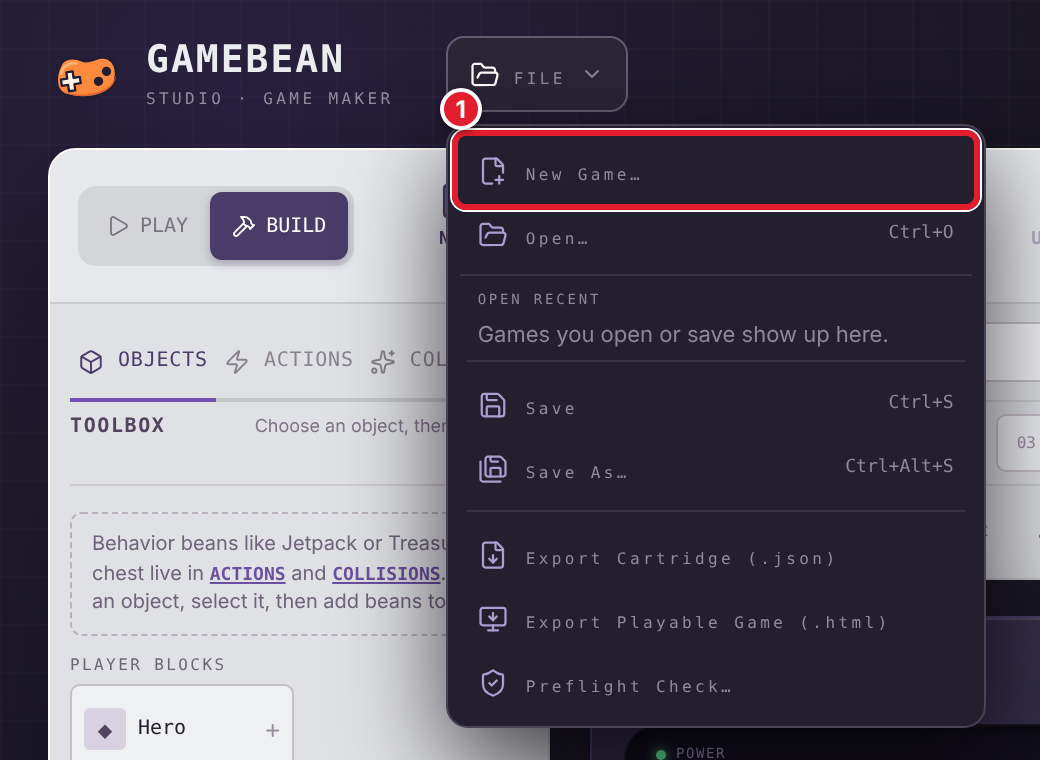 GAMEBEAN
STUDIO · GAME MAKER
FILE
1
New Game…
PLAY
BUILD
Open…
Ctrl+O
OPEN RECENT
Games you open or save show up here.
OBJECTS
ACTIONS
COL
TOOLBOX
Choose an object, then
Save
Ctrl+S
03
Save As…
Ctrl+Alt+S
Behavior beans like Jetpack or Treasu
chest live in ACTIONS and COLLISIONS.
an object, select it, then add beans to
Export Cartridge (.json)
Export Playable Game (.html)
PLAYER BLOCKS
Preflight Check…
Hero
+
POWER